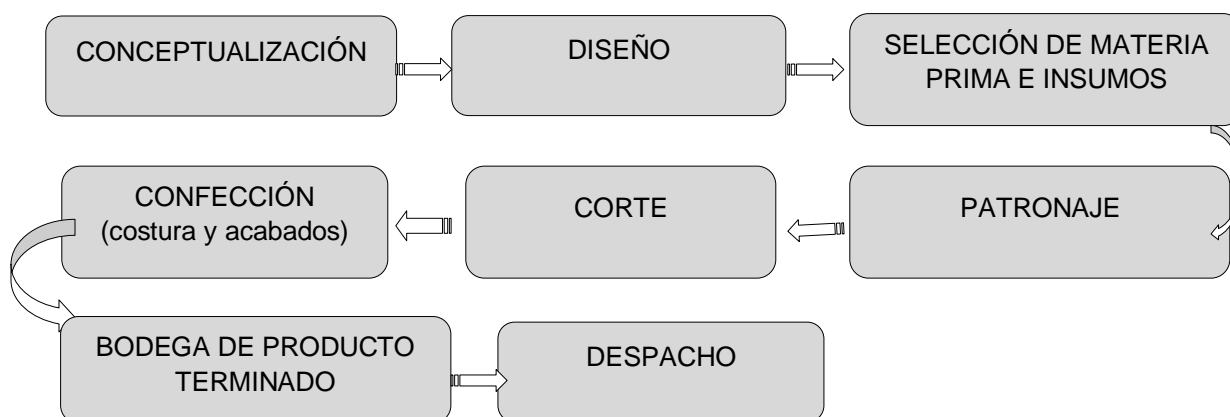 CONCEPTUALIZACIÓN
DISEÑO
SELECCIÓN DE MATERIA
PRIMA E INSUMOS
PATRONAJE
CORTE
CONFECCIÓN
(costura y acabados)
BODEGA DE PRODUCTO
TERMINADO
DESPACHO